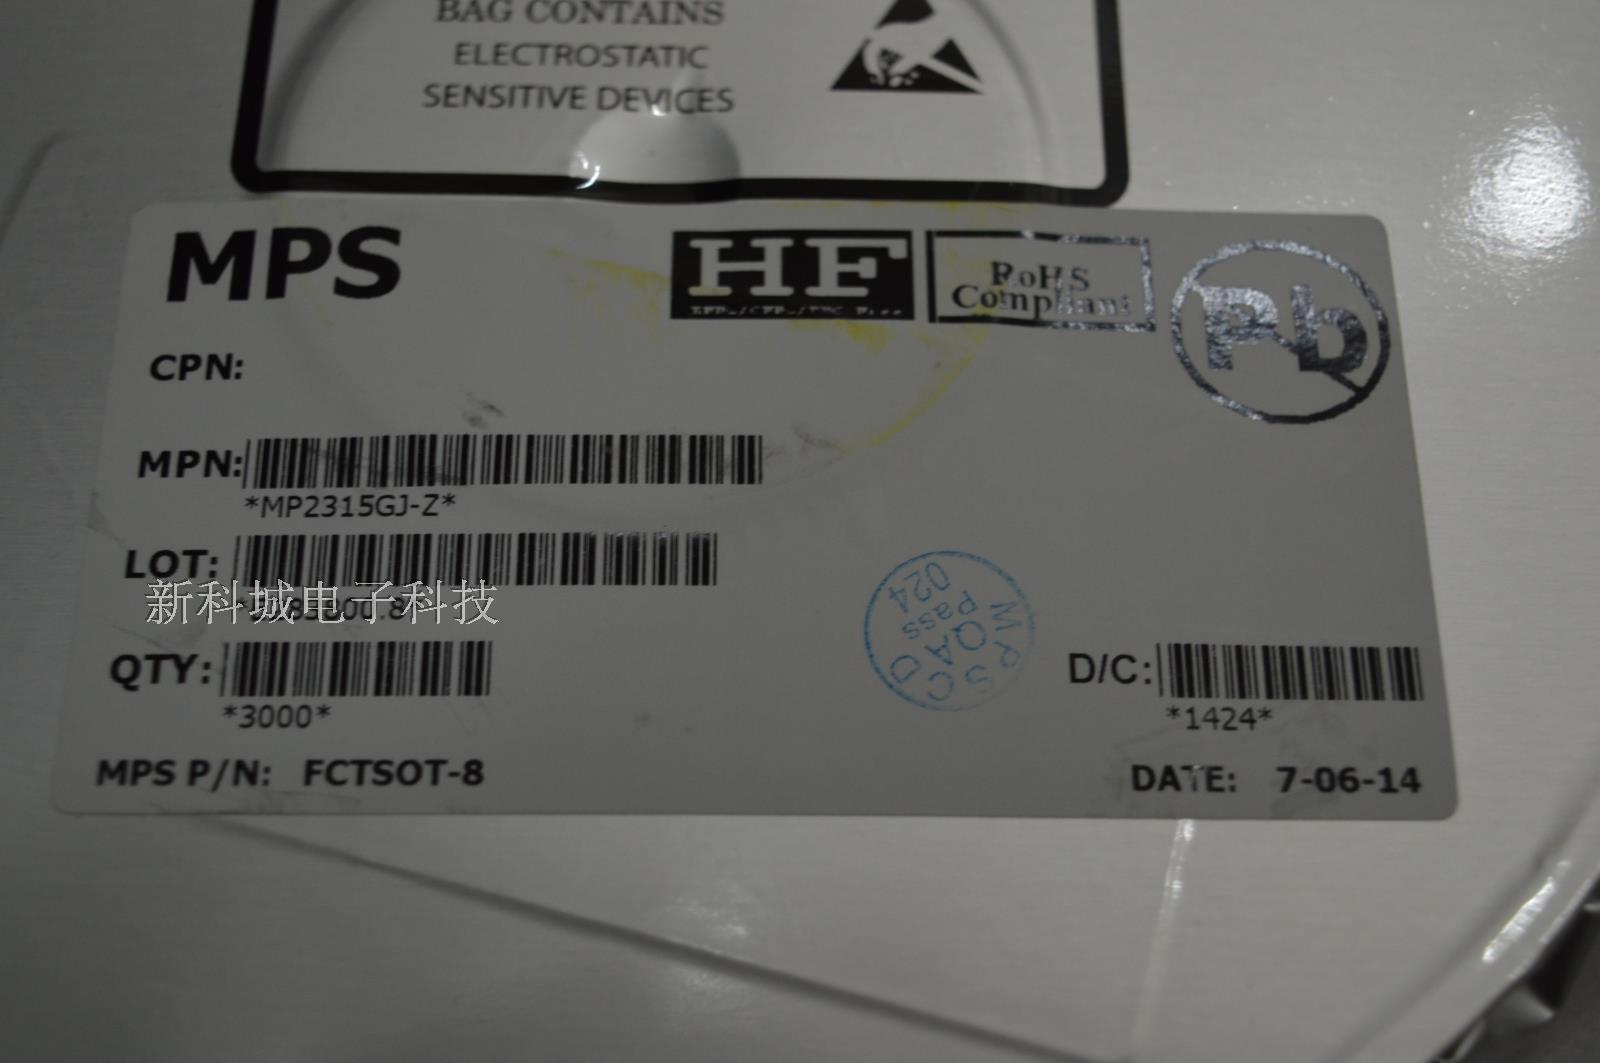 BAG CONTAINS
ELECTROSTATIC
SENSITIVE DEVICES
MPS
HF
RoHS
Compliant
Pb
CPN:
MPN:
*MP2315GJ-Z*
LOT:
新科城电子科技
QTY:
*3000*
MPSCD
QA
Pass
024
D/C:
*1424*
MPS P/N: FCTSOT-8
DATE: 7-06-14